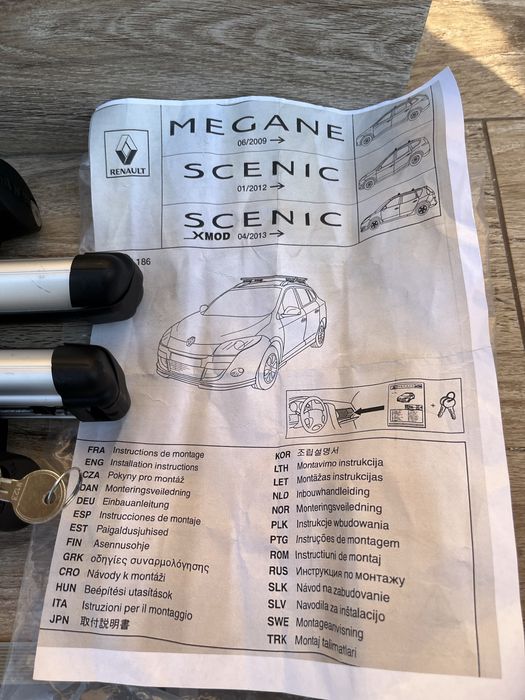 RENAULT
MEGANE
06/2009 →
SCENIC
01/2012 →
SCENIC
XMOD 04/2013 →
186
FRA Instructions de montage
ENG Installation instructions
CZA Pokyny pro montáž
DAN Monteringsveiledning
DEU Einbauanleitung
ESP Instrucciones de montaje
EST Paigaldusjuhised
FIN Asennusohje
GRK οδηγίες συναρμολόγησης
CRO Návody k montáži
HUN Beépítési utasítások
ITA Istruzioni per il montaggio
JPN 取付説明書
KOR 조립설명서
LTH Montavimo instrukcija
LET Montāžas instrukcijas
NLD Inbouwhandleiding
NOR Monteringsveiledning
PLK Instrukcje wbudowania
PTG Instruções de montagem
ROM Instructiuni de montaj
RUS Инструкция по монтажу
SLK Návod na zabudovanie
SLV Navodila za inštalacijo
SWE Montageanvisning
TRK Montaj talimatlari